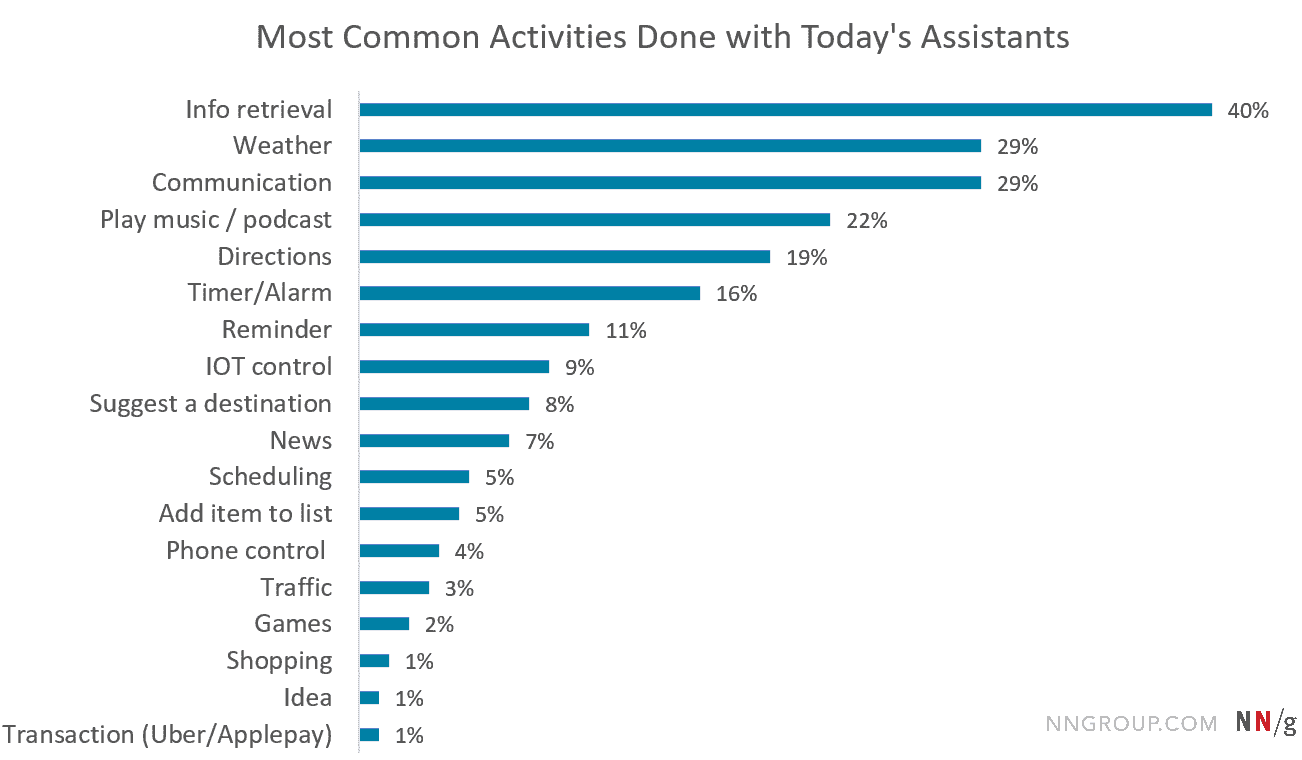 Most Common Activities Done with Today's Assistants
Info retrieval 40%
Weather 29%
Communication 29%
Play music / podcast 22%
Directions 19%
Timer/Alarm 16%
Reminder 11%
IOT control 9%
Suggest a destination 8%
News 7%
Scheduling 5%
Add item to list 5%
Phone control 4%
Traffic 3%
Games 2%
Shopping 1%
Idea 1%
Transaction (Uber/Applepay) 1%
NNGROUP.COM NN/g